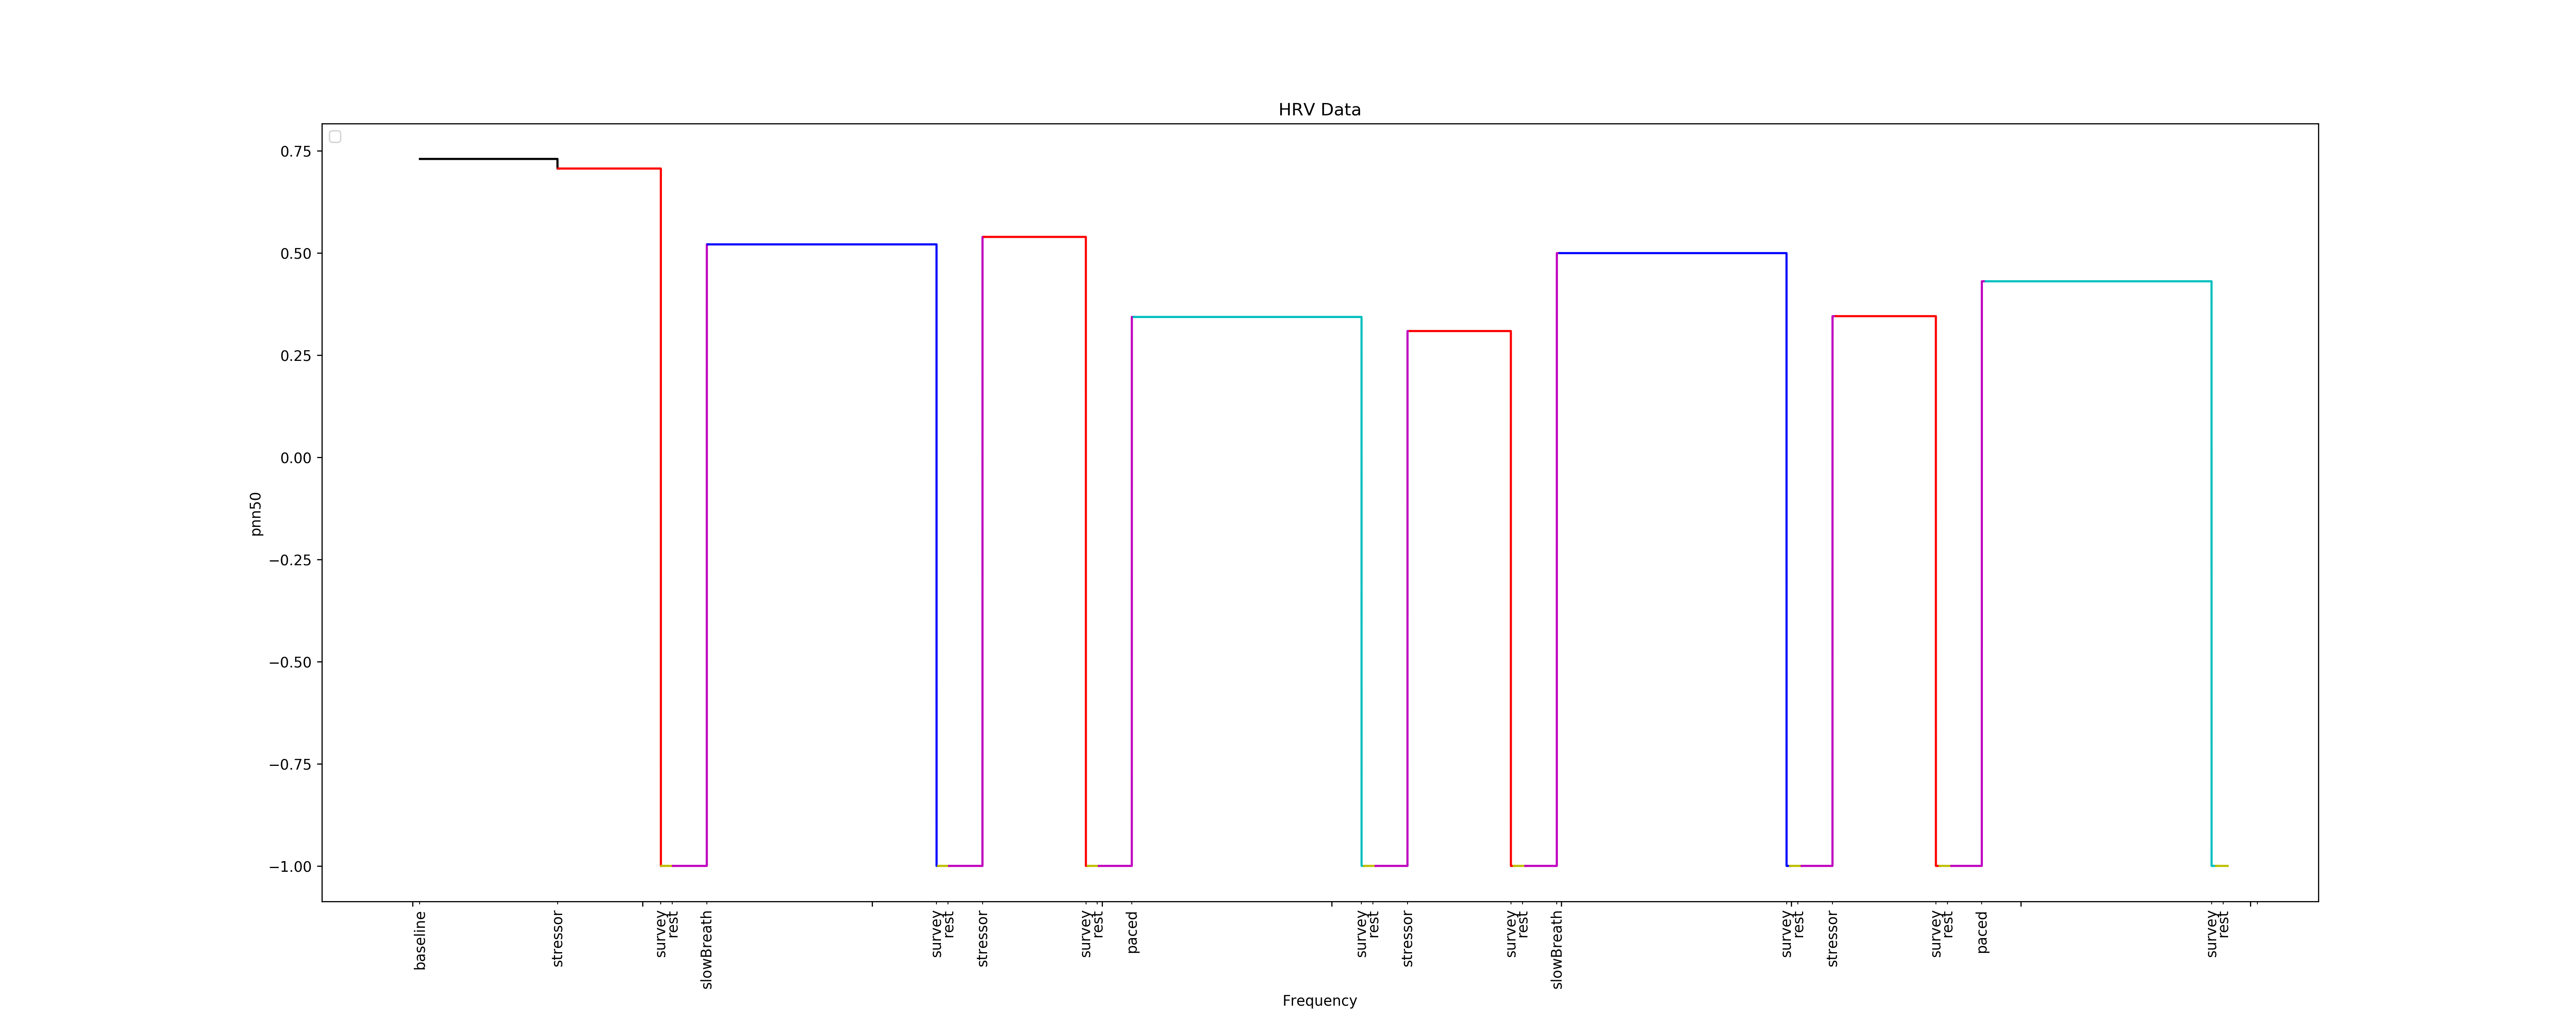 HRV Data
0.75
0.50
0.25
0.00
−0.25
−0.50
−0.75
−1.00
pnn50
baseline
stressor
survey
rest
slowBreath
survey
rest
stressor
survey
rest
paced
survey
rest
stressor
survey
rest
slowBreath
survey
rest
stressor
survey
rest
paced
survey
rest
Frequency